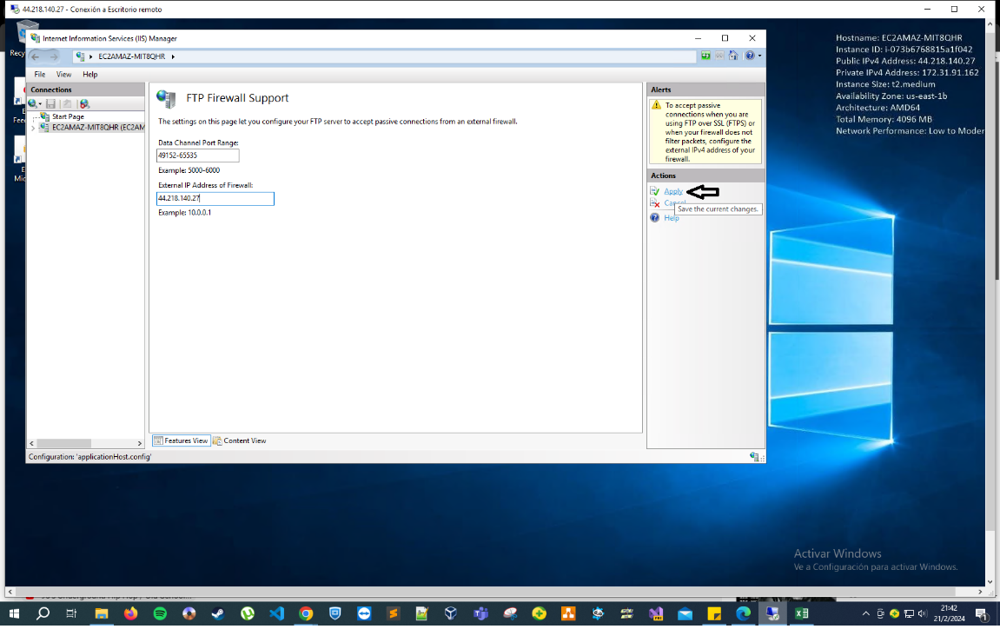 44.218.140.27 - Conexión a Escritorio remoto
Internet Information Services (IIS) Manager
EC2AMAZ-MIT8QHR
File View Help
Connections
Start Page
EC2AMAZ-MIT8QHR (EC2AM
FTP Firewall Support
The settings on this page let you configure your FTP server to accept passive connections from an external firewall.
Data Channel Port Range:
49152-65535
Example: 5000-6000
External IP Address of Firewall:
44.218.140.27
Example: 10.0.0.1
Features View Content View
Configuration: 'applicationHost.config'
Alerts
To accept passive
connections when you are
using FTP over SSL (FTPS) or
when your firewall does not
filter packets, configure the
external IPv4 address of your
firewall.
Actions
Apply
Cancel
Save the current changes.
Help
Hostname: EC2AMAZ-MIT8QHR
Instance ID: i-073b6768815a1f042
Public IPv4 Address: 44.218.140.27
Private IPv4 Address: 172.31.91.162
Instance Size: t2.medium
Availability Zone: us-east-1b
Architecture: AMD64
Total Memory: 4096 MB
Network Performance: Low to Moder
Recy
E
Fee
E
Mic
Activar Windows
Ve a Configuración para activar Windows.
21:42
21/2/2024